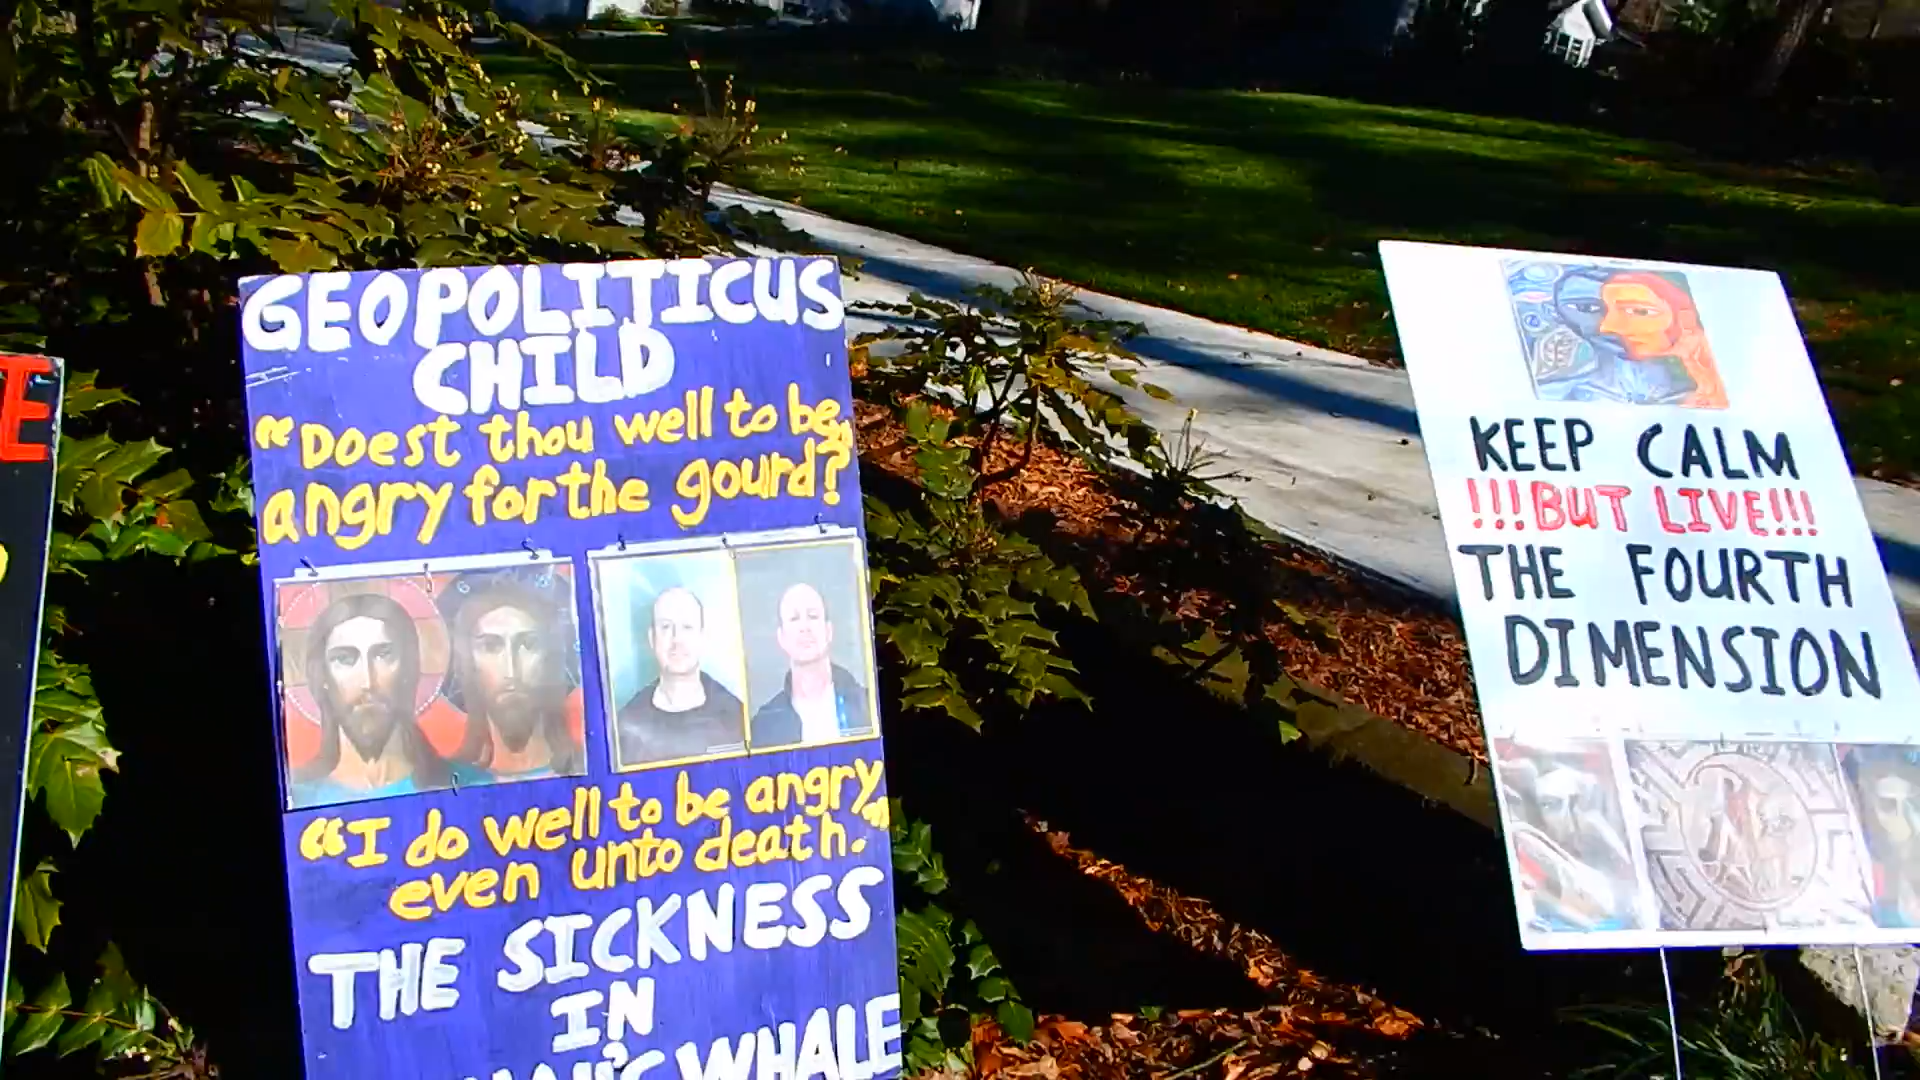 E
GEOPOLITICUS
CHILD
"Doest thou well to be
angry for the gourd?"
"I do well to be angry,
even unto death."
THE SICKNESS
IN
WHALE
KEEP CALM
!!!BUT LIVE!!!
THE FOURTH
DIMENSION